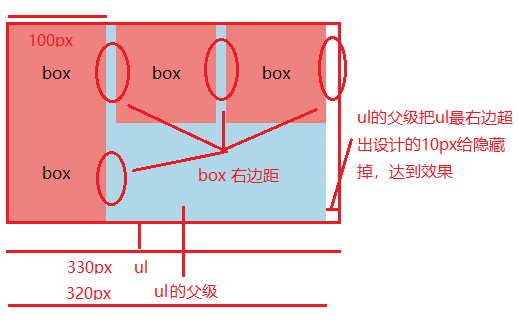 100px
box
box
box
ul的父级把ul最右边超
出设计的10px给隐藏
掉，达到效果
box
box 右边距
330px
ul
320px
ul的父级